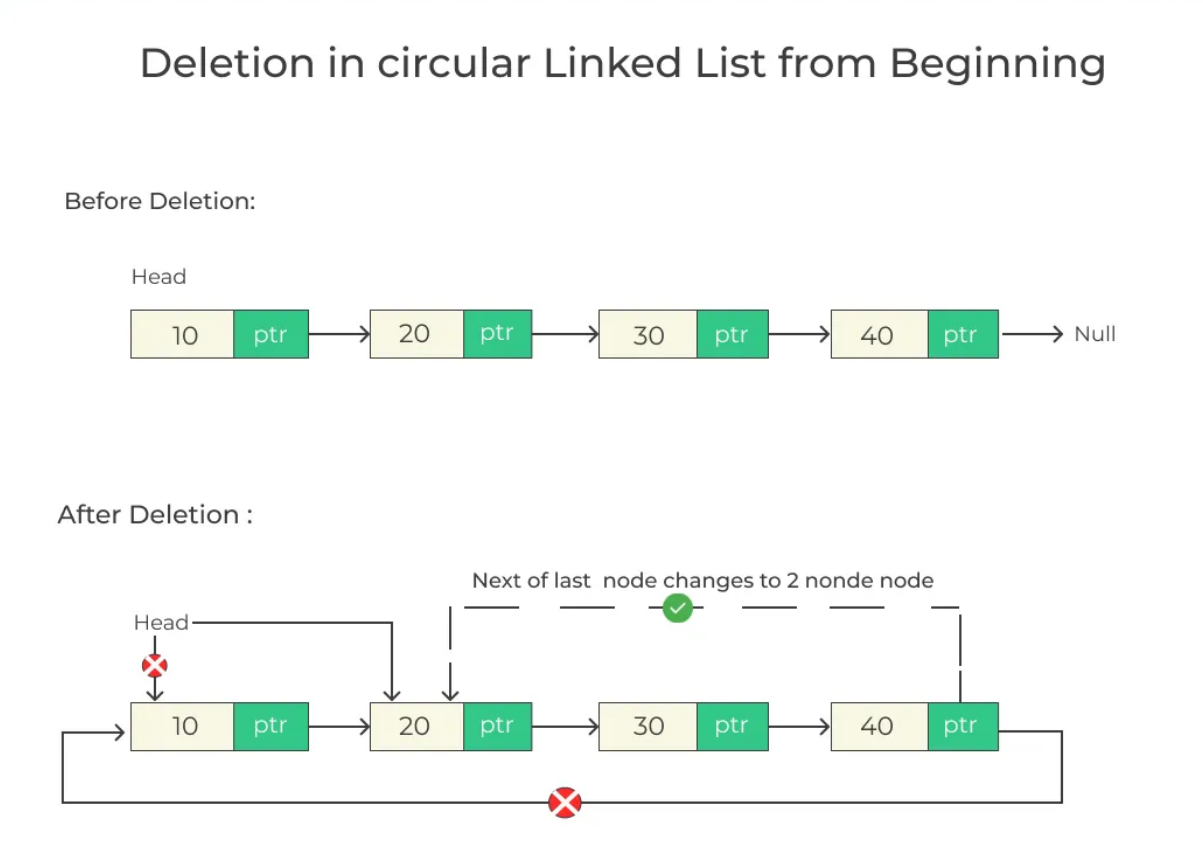 Deletion in circular Linked List from Beginning
Before Deletion:
Head
10 ptr 20 ptr 30 ptr 40 ptr Null
After Deletion :
Next of last node changes to 2 nonde node
Head
10 ptr 20 ptr 30 ptr 40 ptr